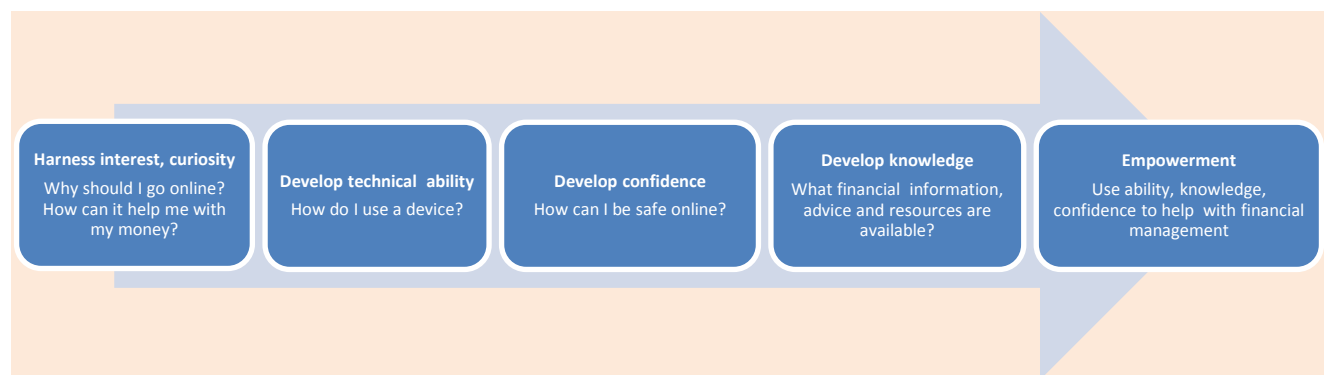 Harness interest, curiosity
Why should I go online?
How can it help me with
my money?
Develop technical  ability
How do I use a device?
Develop confidence
How can I be safe online?
Develop knowledge
What financial  information,
advice and resources are
available?
Empowerment
Use ability, knowledge,
confidence to help  with financial
management